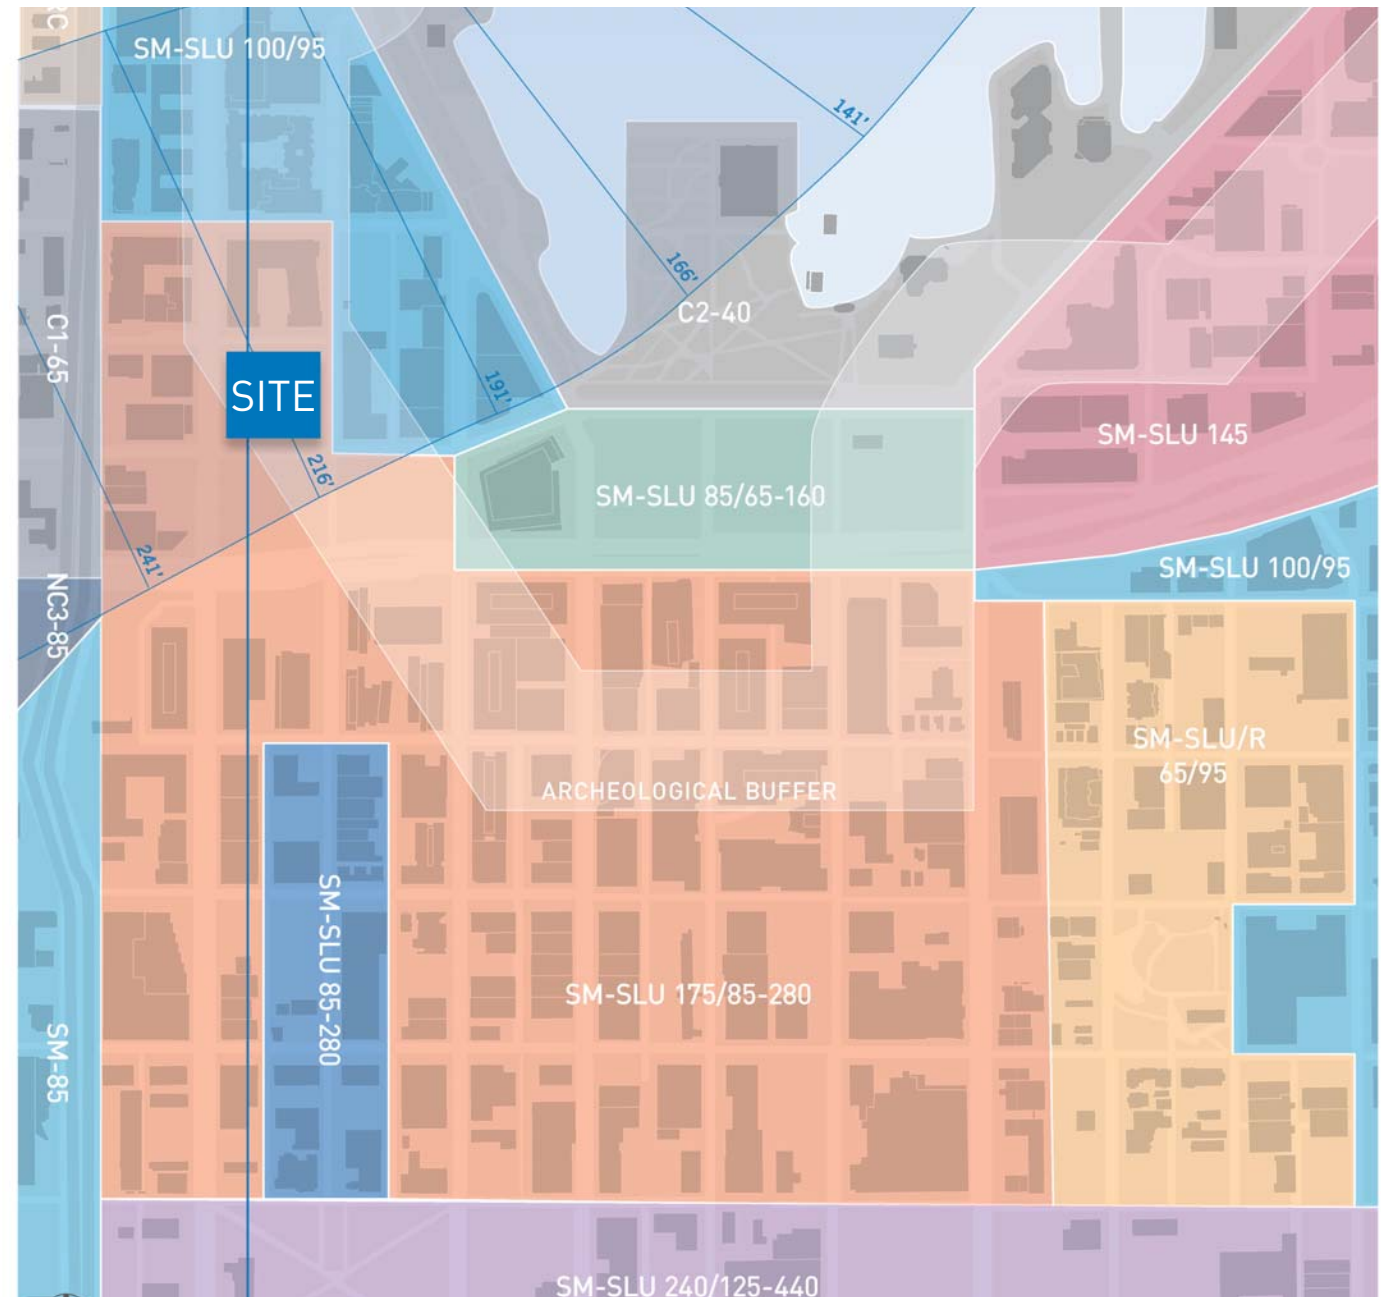 RC
SM-SLU 100/95
141'
166'
C2-40
C1-65
191'
SITE
SM-SLU 145
216'
SM-SLU 85/65-160
241'
SM-SLU 100/95
NC3-85
SM-SLU/R
65/95
ARCHEOLOGICAL BUFFER
SM-SLU 85-280
SM-SLU 175/85-280
SM-85
SM-SLU 240/125-440